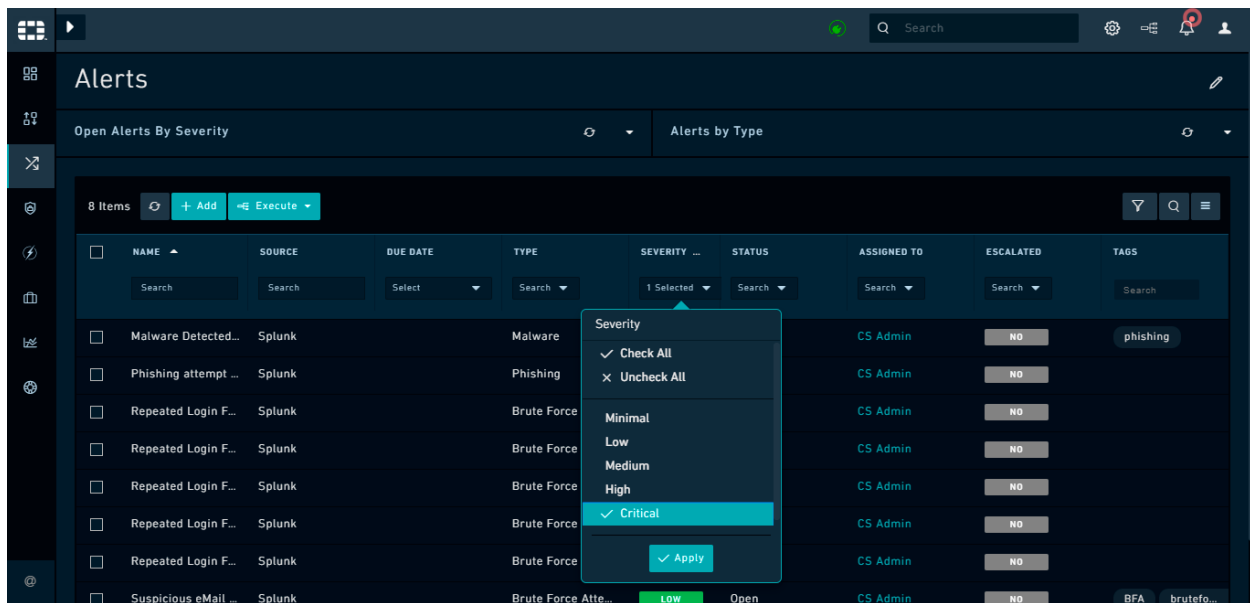 Search
Alerts
Open Alerts By Severity
Alerts by Type
8 Items
+ Add
Execute
NAME SOURCE DUE DATE TYPE SEVERITY ... STATUS ASSIGNED TO ESCALATED TAGS
Search Search Select Search 1 Selected Search Search Search Search
Malware Detected... Splunk Malware CS Admin NO phishing
Phishing attempt ... Splunk Phishing CS Admin NO
Repeated Login F... Splunk Brute Force CS Admin NO
Repeated Login F... Splunk Brute Force CS Admin NO
Repeated Login F... Splunk Brute Force CS Admin NO
Repeated Login F... Splunk Brute Force CS Admin NO
Repeated Login F... Splunk Brute Force CS Admin NO
Suspicious eMail ... Splunk Brute Force Atte... LOW Open CS Admin NO BFA brutefo...
Severity
Check All
Uncheck All
Minimal
Low
Medium
High
Critical
Apply
@